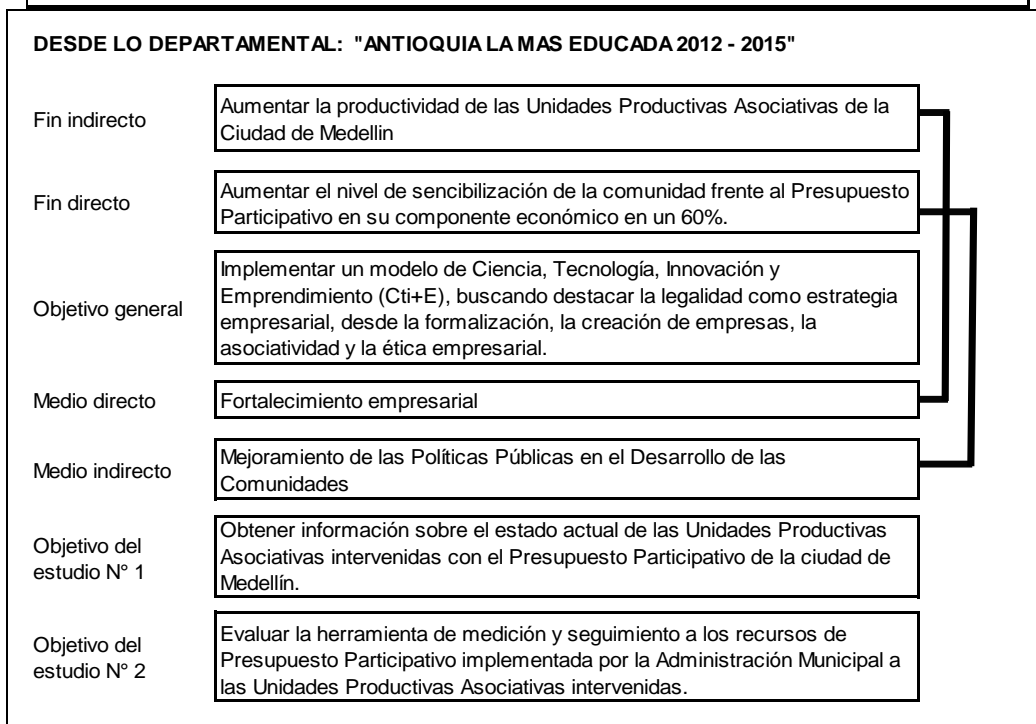 DESDE LO DEPARTAMENTAL: "ANTIOQUIA LA MAS EDUCADA 2012 - 2015"
Fin indirecto
Aumentar la productividad de las Unidades Productivas Asociativas de la
Ciudad de Medellin
Fin directo
Aumentar el nivel de sencibilización de la comunidad frente al Presupuesto
Participativo en su componente económico en un 60%.
Objetivo general
Implementar un modelo de Ciencia, Tecnología, Innovación y
Emprendimiento (Cti+E), buscando destacar la legalidad como estrategia
empresarial, desde la formalización, la creación de empresas, la
asociatividad y la ética empresarial.
Medio directo
Fortalecimiento empresarial
Medio indirecto
Mejoramiento de las Políticas Públicas en el Desarrollo de las
Comunidades
Objetivo del
estudio N° 1
Obtener información sobre el estado actual de las Unidades Productivas
Asociativas intervenidas con el Presupuesto Participativo de la ciudad de
Medellín.
Objetivo del
estudio N° 2
Evaluar la herramienta de medición y seguimiento a los recursos de
Presupuesto Participativo implementada por la Administración Municipal a
las Unidades Productivas Asociativas intervenidas.